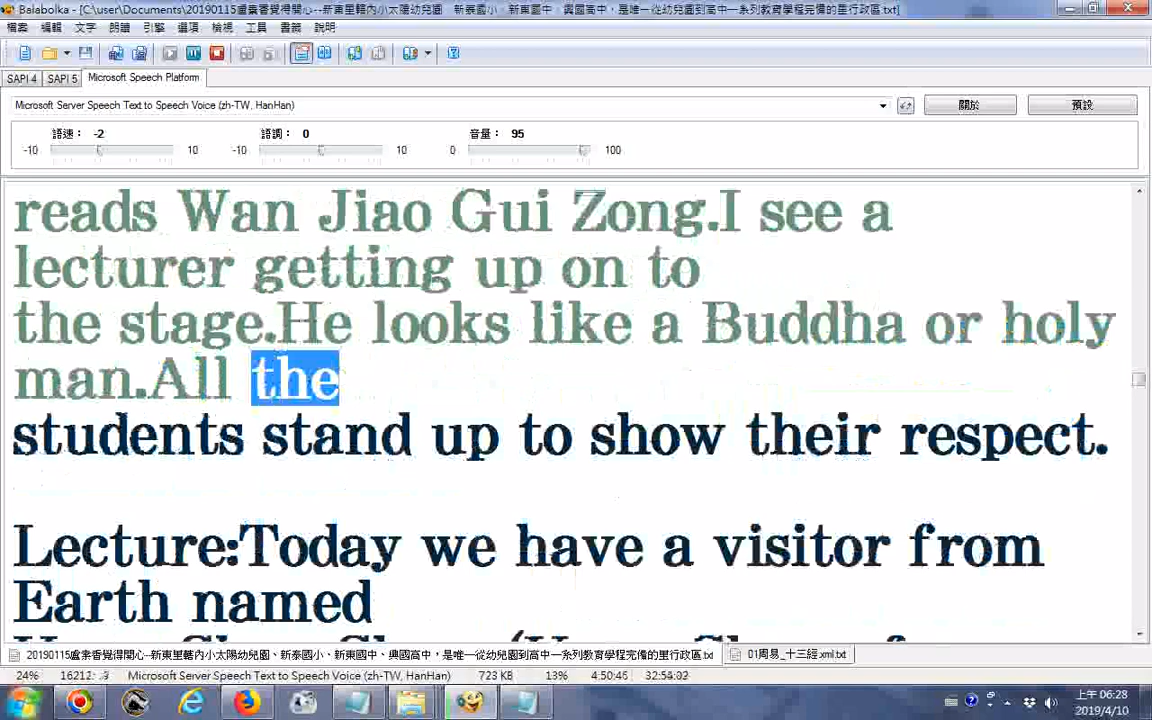 Balabolka - [C:\user\Documents\20190115盧素香覺得開心--新東里轄內小太陽幼兒園、新泰國小、新東國中、興國高中，是唯一從幼兒園到高中一系列教育學程完備的里行政區.txt]
檔案 編輯 文字 朗讀 引擎 選項 檢視 工具 書籤 說明
SAPI 4 SAPI 5 Microsoft Speech Platform
Microsoft Server Speech Text to Speech Voice (zh-TW, HanHan) 關於 預設
語速： -2 語調： 0 音量： 95
-10 10 -10 10 0 100
reads Wan Jiao Gui Zong.I see a
lecturer getting up on to
the stage.He looks like a Buddha or holy
man.All the
students stand up to show their respect.
Lecture:Today we have a visitor from
Earth named
20190115盧素香覺得開心--新東里轄內小太陽幼兒園、新泰國小、新東國中、興國高中，是唯一從幼兒園到高中一系列教育學程完備的里行政區.txt 01周易_十三經.xml.txt
24% Microsoft Server Speech Text to Speech Voice (zh-TW, HanHan) 723 KB 13% 4:50:46 32:54:02
上午 06:28
2019/4/10